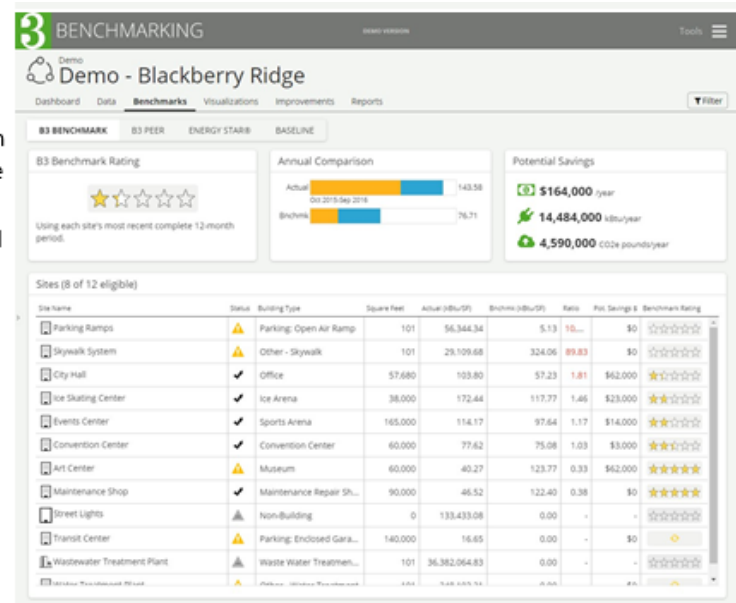 3 BENCHMARKING DEMO VERSION Tools
Demo
Demo - Blackberry Ridge
Dashboard Data Benchmarks Visualizations Improvements Reports Filter
B3 BENCHMARK B3 PEER ENERGY STAR® BASELINE
B3 Benchmark Rating
Using each site's most recent complete 12-month
period.
Annual Comparison
Actual 143.58
Oct 2015-Sep 2016
Bnchmk 76.71
Potential Savings
$164,000 /year
14,484,000 kBtu/year
4,590,000 CO2e pounds/year
Sites (8 of 12 eligible)
Site Name Status Building Type Square Feet Actual (kBtu/SF) Bnchmk (kBtu/SF) Ratio Pot. Savings $ Benchmark Rating
Parking Ramps Parking: Open Air Ramp 101 56,344.34 5.13 10,... $0
Skywalk System Other - Skywalk 101 29,109.68 324.06 89.83 $0
City Hall Office 57,680 103.80 57.23 1.81 $62,000
Ice Skating Center Ice Arena 38,000 172.44 117.77 1.46 $23,000
Events Center Sports Arena 165,000 114.17 97.64 1.17 $14,000
Convention Center Convention Center 60,000 77.62 75.08 1.03 $3,000
Art Center Museum 60,000 40.27 123.77 0.33 $62,000
Maintenance Shop Maintenance Repair Sh... 90,000 46.52 122.40 0.38 $0
Street Lights Non-Building 0 133,433.08 0.00 - -
Transit Center Parking: Enclosed Gara... 140,000 16.65 0.00 - $0
Wastewater Treatment Plant Waste Water Treatmen... 101 36,382,064.83 0.00 - -
Water Treatment Plant Other - Water Treatment 101 0.00 - $0